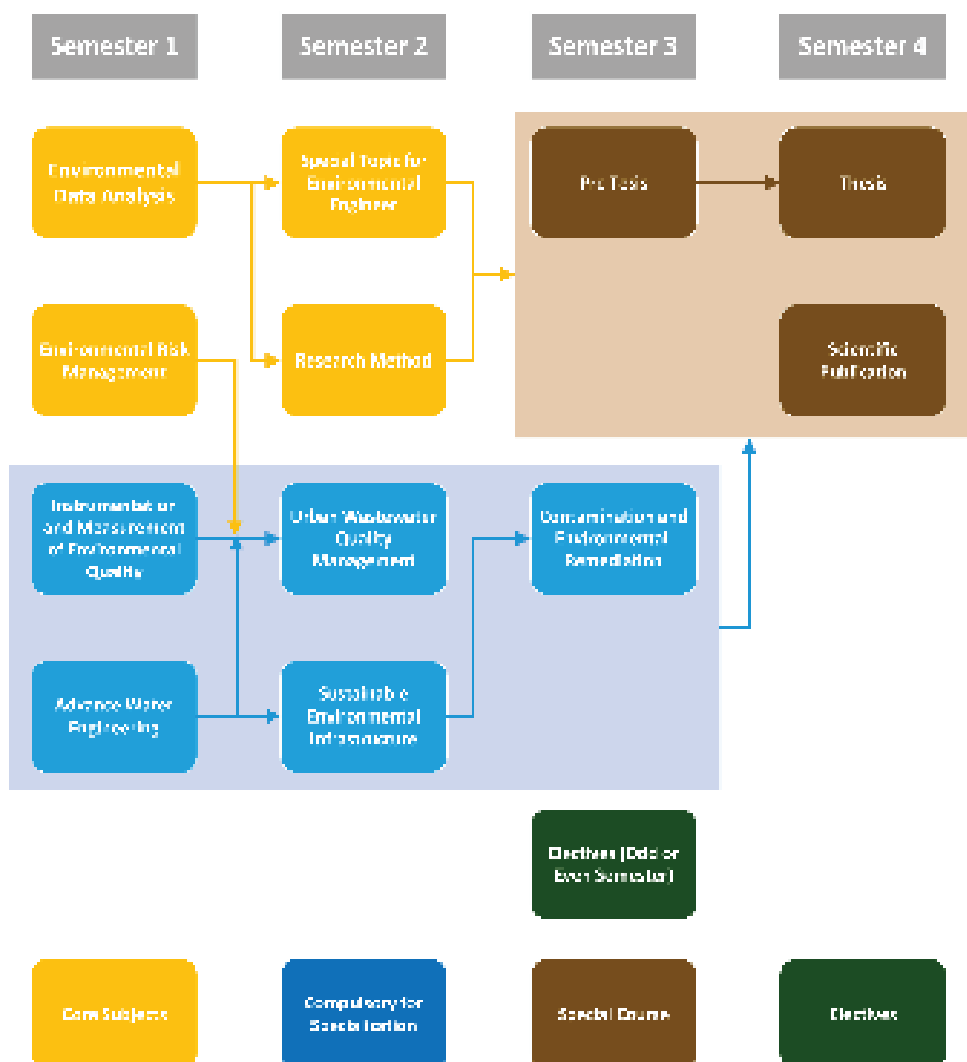 Semester 1
Semester 2
Semester 3
Semester 4
Environmental
Data Analysis
Special Topic for
Environmental
Engineer
Pre Tesis
Thesis
Environmental Risk
Management
Research Method
Scientific
Publication
Instrumentation
and Measurement
of Environmental
Quality
Urban Wastewater
Quality
Management
Contamination and
Environmental
Remediation
Advance Water
Engineering
Sustainable
Environmental
Infrastructure
Electives (Odd or
Even Semester)
Core Subjects
Compulsory for
Specialization
Special Course
Electives